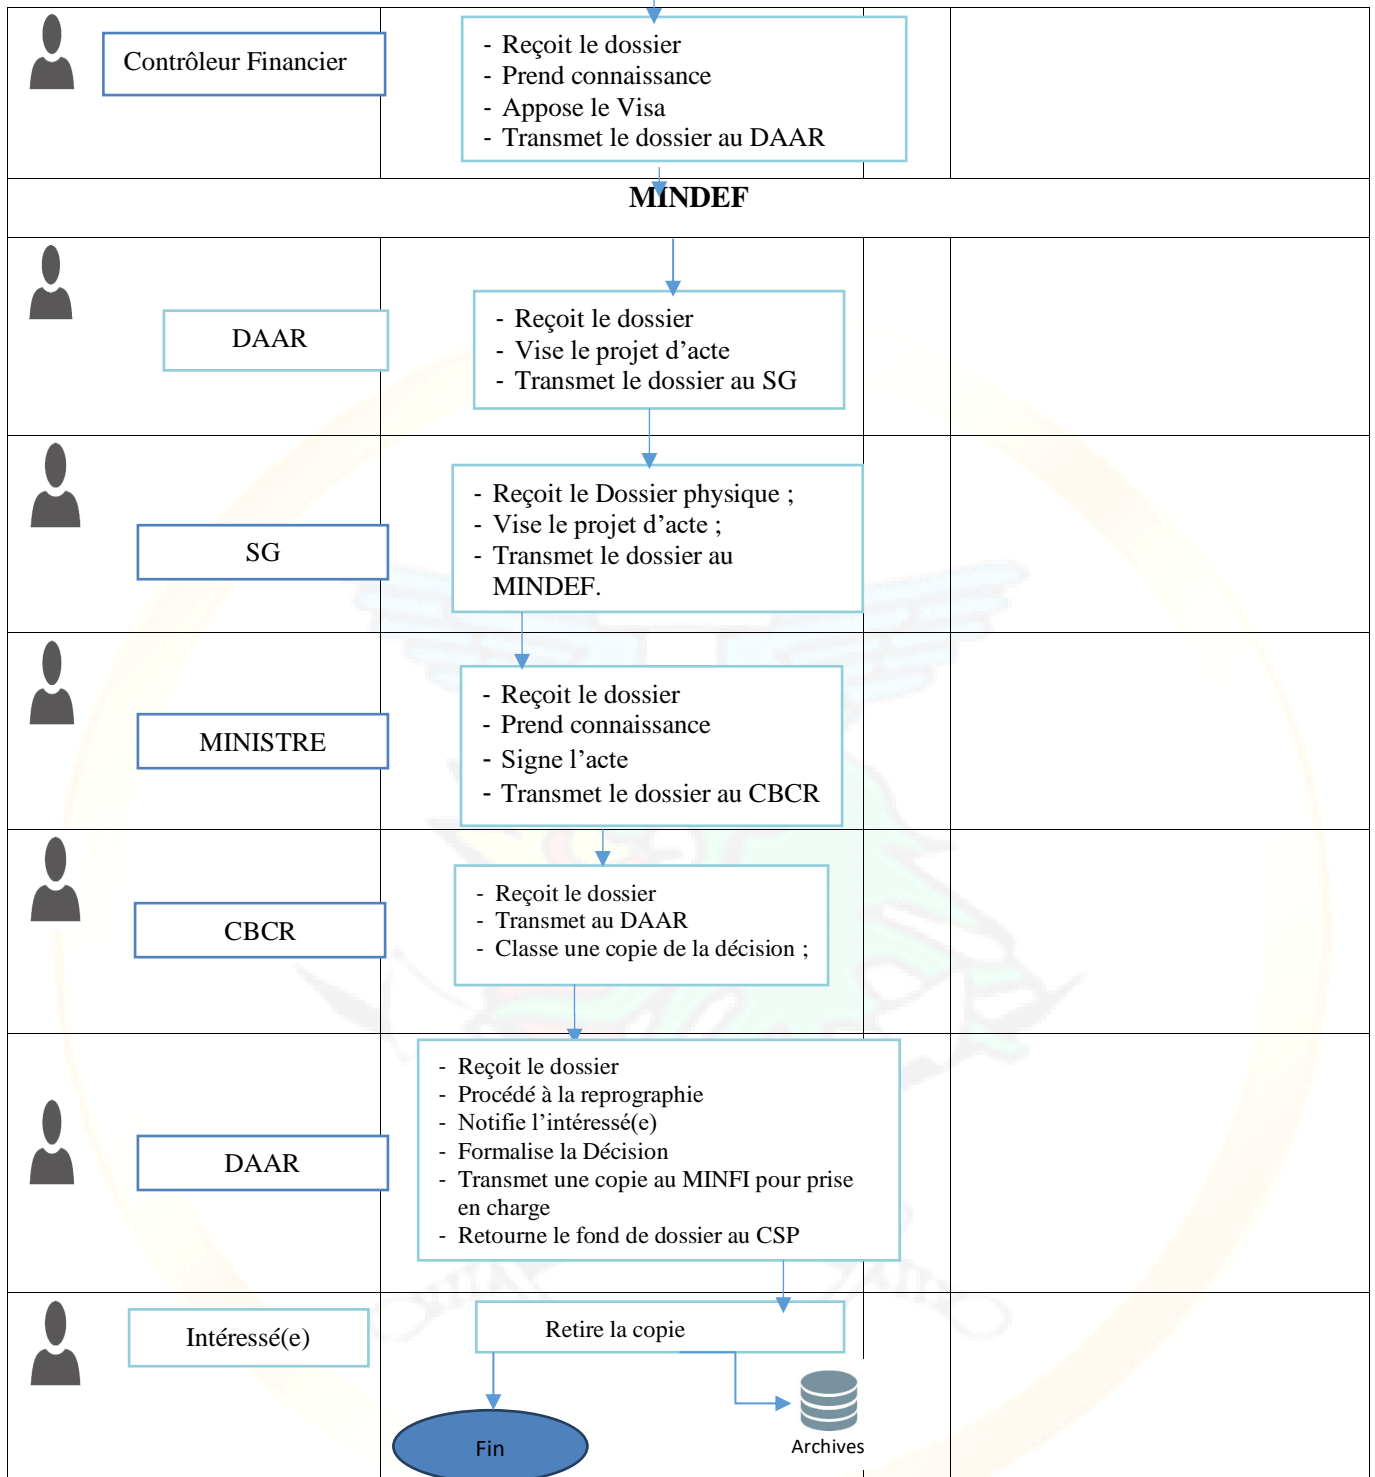 Contrôleur Financier
- Reçoit le dossier
- Prend connaissance
- Appose le Visa
- Transmet le dossier au DAAR
MINDEF
DAAR
- Reçoit le dossier
- Vise le projet d’acte
- Transmet le dossier au SG
SG
- Reçoit le Dossier physique ;
- Vise le projet d’acte ;
- Transmet le dossier au
MINDEF.
MINISTRE
- Reçoit le dossier
- Prend connaissance
- Signe l’acte
- Transmet le dossier au CBCR
CBCR
- Reçoit le dossier
- Transmet au DAAR
- Classe une copie de la décision ;
DAAR
- Reçoit le dossier
- Procédé à la reprographie
- Notifie l’intéressé(e)
- Formalise la Décision
- Transmet une copie au MINFI pour prise
en charge
- Retourne le fond de dossier au CSP
Intéressé(e)
Retire la copie
Fin
Archives